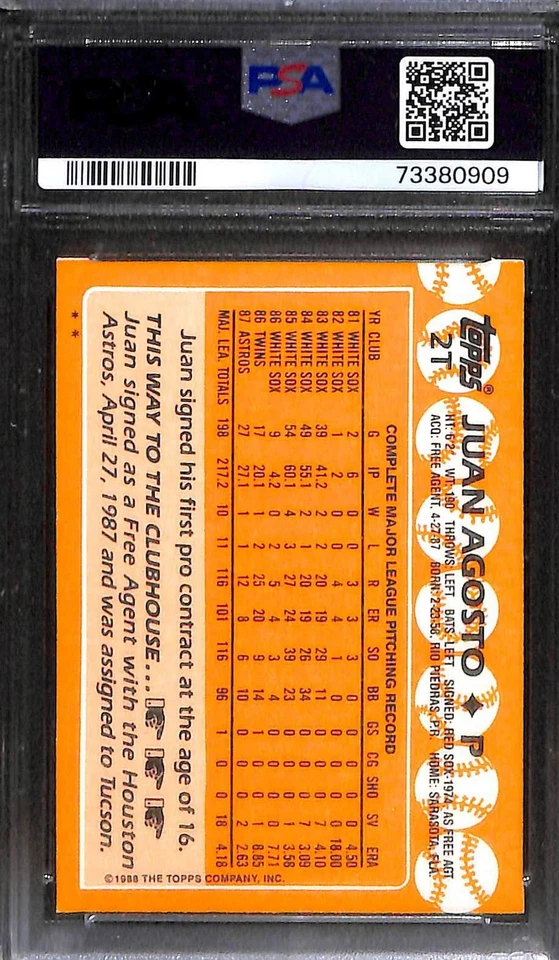 PSA
73380909
topps®
2T
JUAN AGOSTO ♦ P
HT: 6'2" WT: 190 THROWS: LEFT BATS: LEFT SIGNED: RED SOX-1974, AS FREE AGT
ACQ: FREE AGENT, 4-27-87 BORN: 2-23-58, RIO PIEDRAS, P.R. HOME: SARASOTA, FLA.
COMPLETE MAJOR LEAGUE PITCHING RECORD
YR CLUB G IP W L R ER SO BB GS CG SHO SV ERA
81 WHITE SOX 2 6 0 0 3 3 3 0 0 0 0 0 4.50
82 WHITE SOX 1 2 0 0 4 4 1 0 0 0 0 0 18.00
83 WHITE SOX 39 41.2 2 2 20 19 29 11 0 0 0 7 4.10
84 WHITE SOX 49 55.1 2 1 20 19 26 34 0 0 0 7 3.09
85 WHITE SOX 54 60.1 4 3 27 24 39 23 0 0 0 1 3.58
86 WHITE SOX 9 4.2 0 2 5 4 3 4 0 0 0 0 7.71
86 TWINS 17 20.1 1 2 25 20 9 14 1 0 0 1 8.85
87 ASTROS 27 27.1 1 1 12 8 6 10 0 0 0 2 2.63
MAJ. LEA. TOTALS 198 217.2 10 11 116 101 116 96 1 0 0 18 4.18
Juan signed his first pro contract at the age of 16.
THIS WAY TO THE CLUBHOUSE...
Juan signed as a Free Agent with the Houston
Astros, April 27, 1987 and was assigned to Tucson.
©1988 THE TOPPS COMPANY, INC.
**